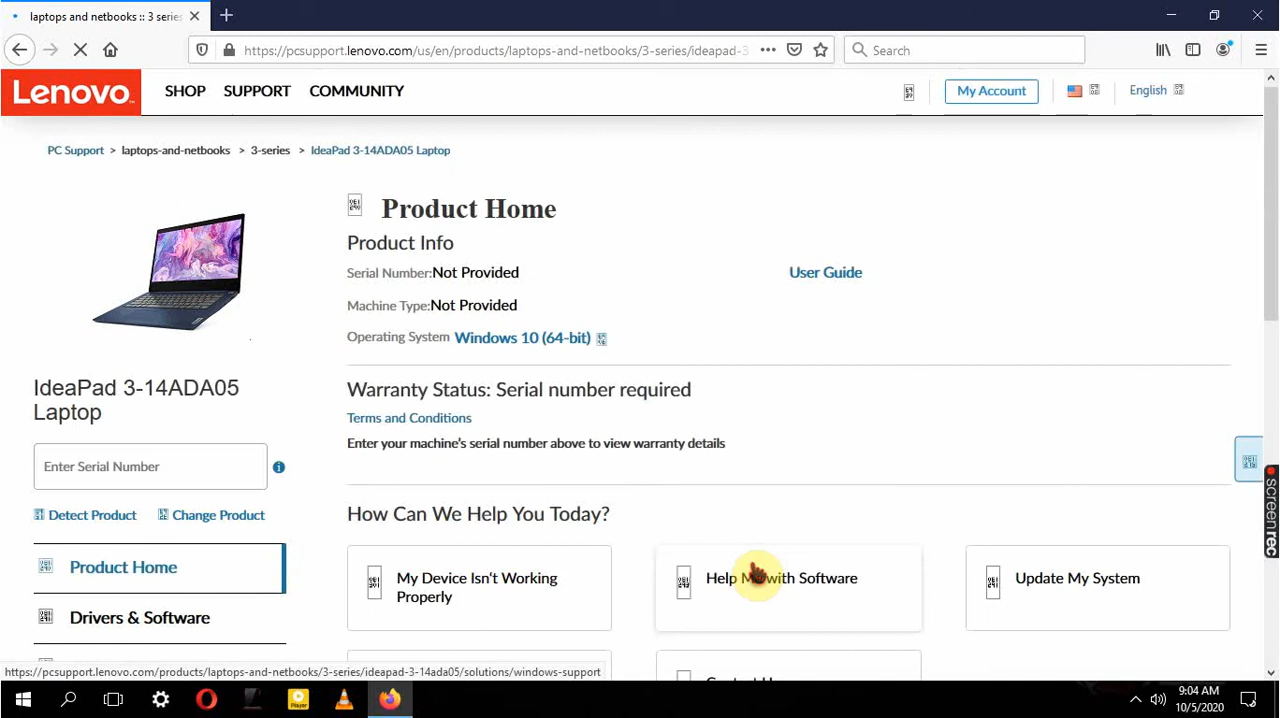 laptops and netbooks :: 3 series
https://pcsupport.lenovo.com/us/en/products/laptops-and-netbooks/3-series/ideapad-3
Search
Lenovo
SHOP SUPPORT COMMUNITY
My Account
English
PC Support > laptops-and-netbooks > 3-series > IdeaPad 3-14ADA05 Laptop
Product Home
Product Info
Serial Number:Not Provided
User Guide
Machine Type:Not Provided
Operating System Windows 10 (64-bit)
Warranty Status: Serial number required
Terms and Conditions
Enter your machine's serial number above to view warranty details
IdeaPad 3-14ADA05
Laptop
Enter Serial Number
Detect Product Change Product
Product Home
Drivers & Software
How Can We Help You Today?
My Device Isn't Working
Properly
Help with Software
Update My System
https://pcsupport.lenovo.com/products/laptops-and-netbooks/3-series/ideapad-3-14ada05/solutions/windows-support
screenrec
Player
9:04 AM
10/5/2020